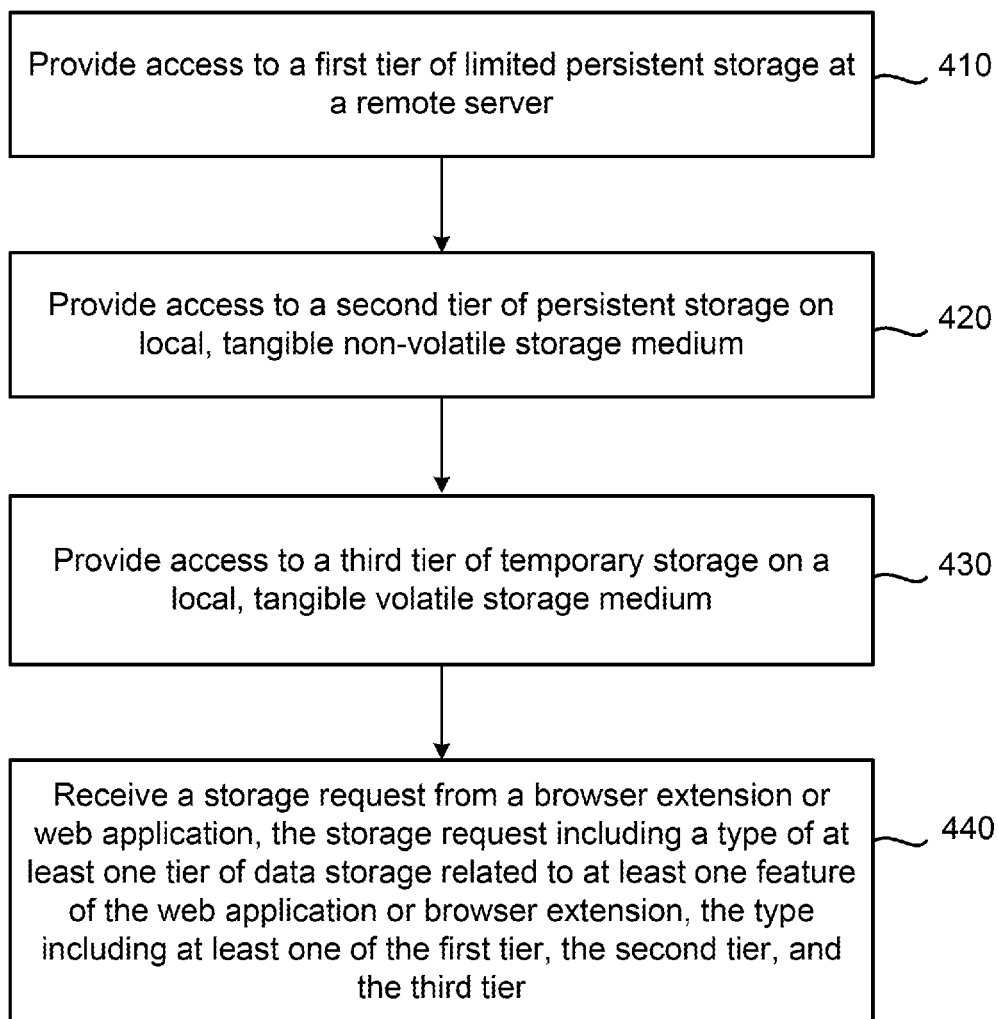 Provide access to a first tier of limited persistent storage at
a remote server
410
Provide access to a second tier of persistent storage on
local, tangible non-volatile storage medium
420
Provide access to a third tier of temporary storage on a
local, tangible volatile storage medium
430
Receive a storage request from a browser extension or
web application, the storage request including a type of at
least one tier of data storage related to at least one feature
of the web application or browser extension, the type
including at least one of the first tier, the second tier, and
the third tier
440